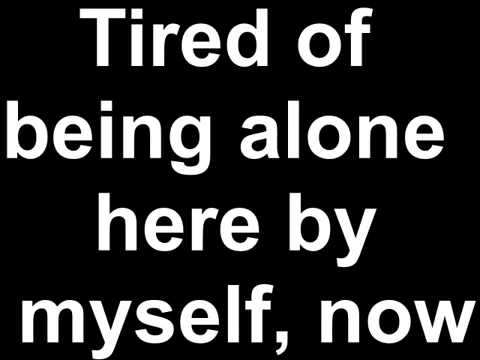 Tired of
being alone
here by
myself, now